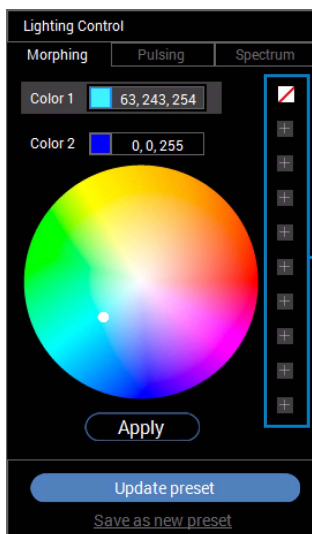 Lighting Control
Morphing Pulsing Spectrum
Color 1 63, 243, 254
Color 2 0, 0, 255
Apply
Update preset
Save as new preset